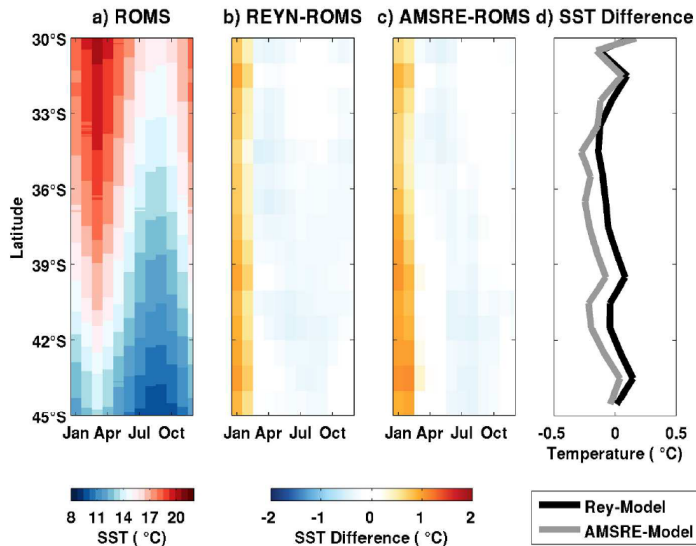 a) ROMS b) REYN-ROMS c) AMSRE-ROMS d) SST Difference
30°S
33°S
36°S
39°S
42°S
45°S
Latitude
Jan Apr Jul Oct Jan Apr Jul Oct Jan Apr Jul Oct -0.5 0 0.5
Temperature ( °C)
8 11 14 17 20
SST ( °C)
-2 -1 0 1 2
SST Difference ( °C)
Rey-Model
AMSRE-Model